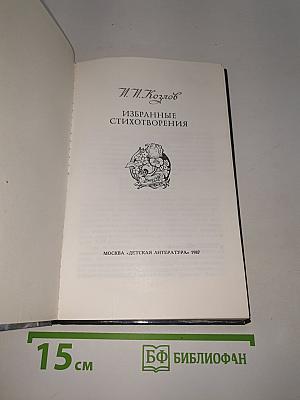 И. И. Козлов
ИЗБРАННЫЕ
СТИХОТВОРЕНИЯ
МОСКВА «ДЕТСКАЯ ЛИТЕРАТУРА» 1987
15 см
БФ БИБЛИОФАН